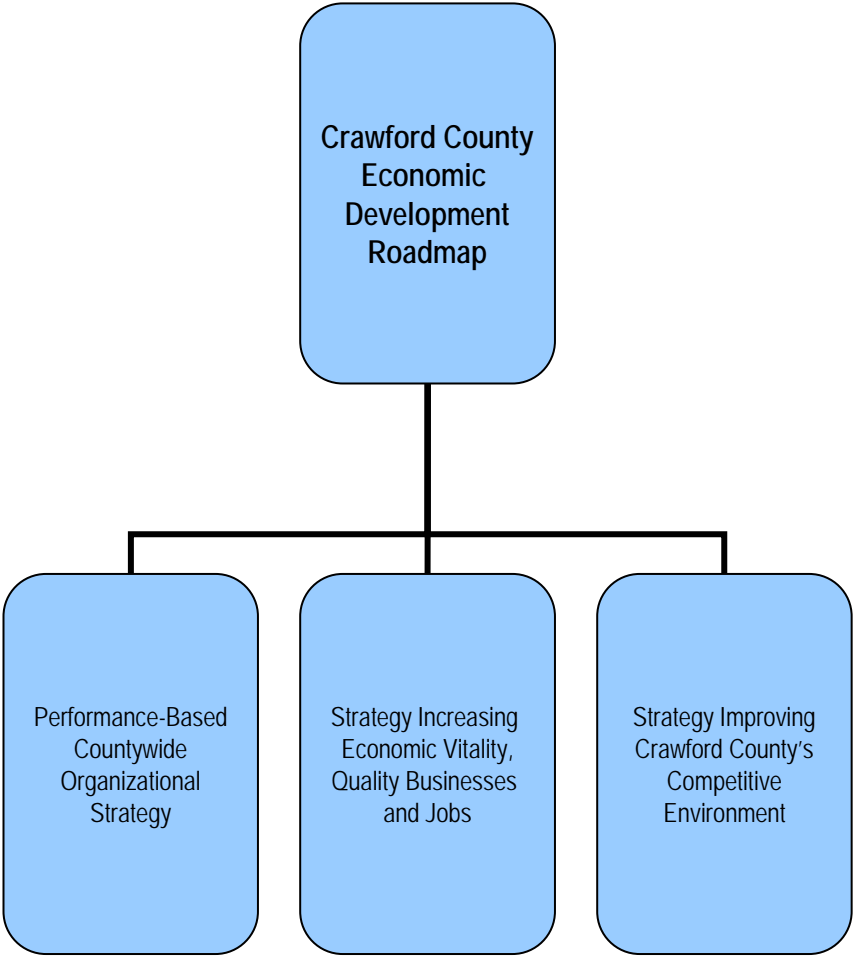 Crawford County
Economic
Development
Roadmap
Performance-Based
Countywide
Organizational
Strategy
Strategy Increasing
Economic Vitality,
Quality Businesses
and Jobs
Strategy Improving
Crawford County’s
Competitive
Environment